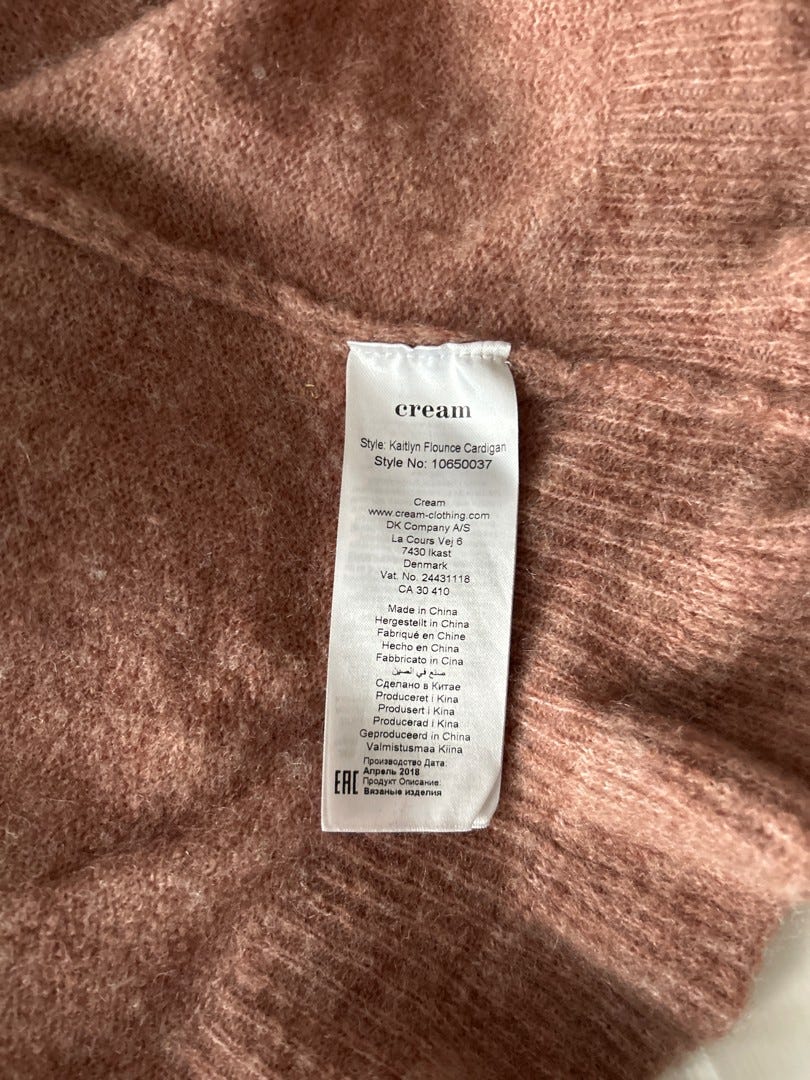 cream
Style: Kaitlyn Flounce Cardigan
Style No: 10650037
Cream
www.cream-clothing.com
DK Company A/S
La Cours Vej 6
7430 Ikast
Denmark
Vat. No. 24431118
CA 30 410
Made in China
Hergestellt in China
Fabriqué en Chine
Hecho en China
Fabbricato in Cina
صنع في الصين
Сделано в Китае
Produceret i Kina
Produsert i Kina
Producerad i Kina
Geproduceerd in China
Valmistusmaa Kiina
Производство Дата:
Апрель 2018
EAC Продукт Описание:
Вязаные изделия